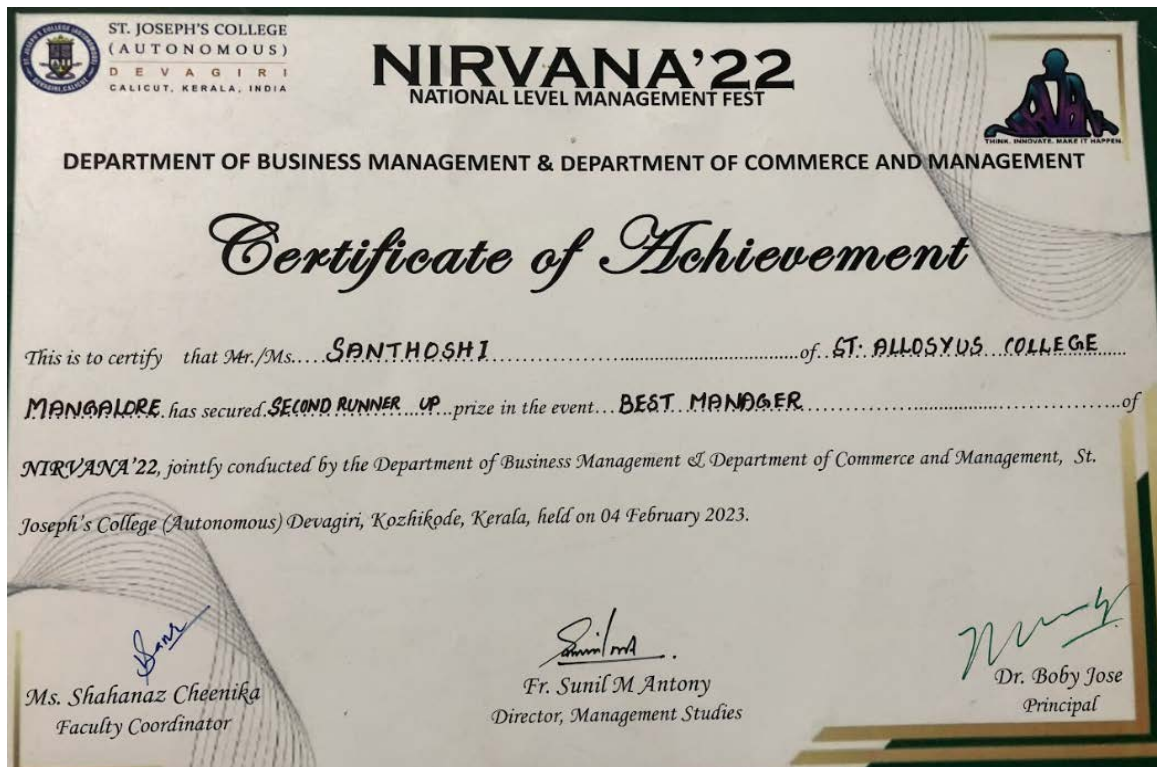 ST. JOSEPH'S COLLEGE
(AUTONOMOUS)
DEVAGIRI
CALICUT, KERALA, INDIA
NIRVANA'22
NATIONAL LEVEL MANAGEMENT FEST
THINK. INNOVATE. MAKE IT HAPPEN.
DEPARTMENT OF BUSINESS MANAGEMENT & DEPARTMENT OF COMMERCE AND MANAGEMENT
Certificate of Achievement
This is to certify that Mr./Ms.....SANTHOSHI...............................................................of..ST. ALLOSYUS COLLEGE....
MANGALORE has secured SECOND RUNNER UP prize in the event...BEST MANAGER..........................................................of
NIRVANA'22, jointly conducted by the Department of Business Management & Department of Commerce and Management, St.
Joseph's College (Autonomous) Devagiri, Kozhikode, Kerala, held on 04 February 2023.
Ms. Shahanaz Cheenika
Faculty Coordinator
Fr. Sunil M Antony
Director, Management Studies
Dr. Boby Jose
Principal